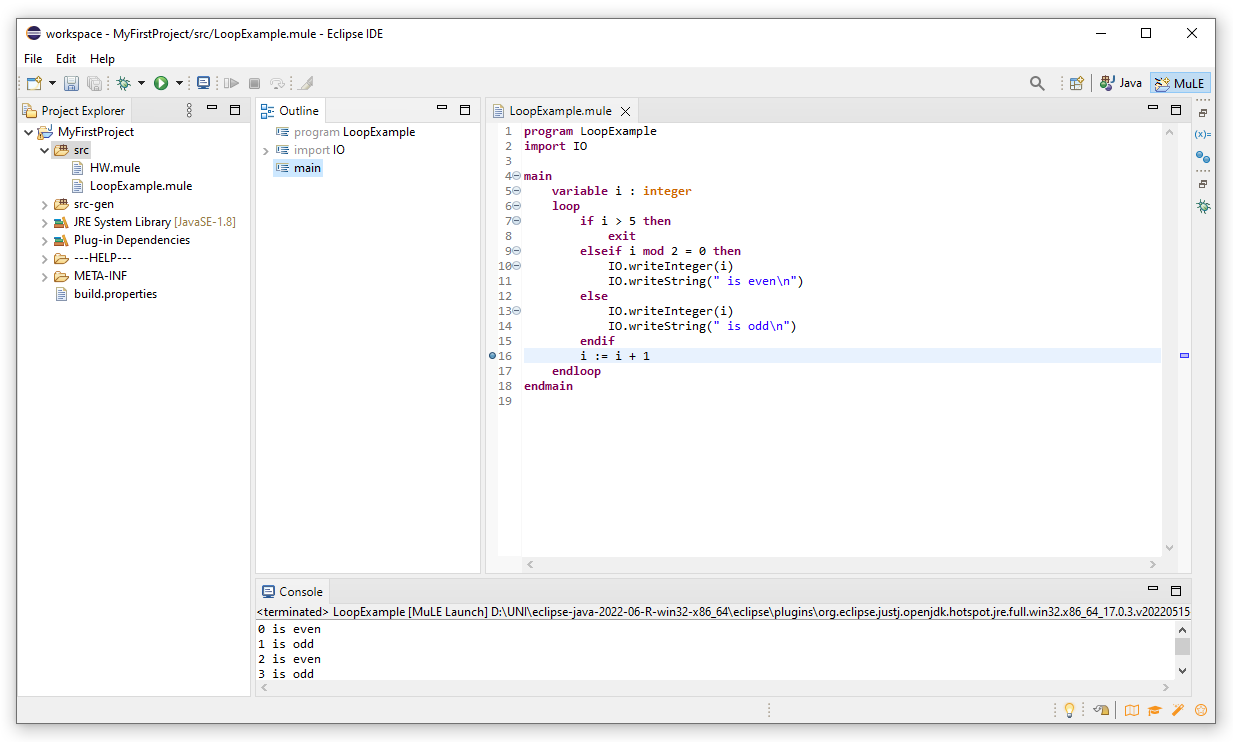 workspace - MyFirstProject/src/LoopExample.mule - Eclipse IDE
File Edit Help
Java MuLE
Project Explorer
MyFirstProject
src
HW.mule
LoopExample.mule
src-gen
JRE System Library [JavaSE-1.8]
Plug-in Dependencies
---HELP---
META-INF
build.properties
Outline
program LoopExample
import IO
main
LoopExample.mule
1 program LoopExample
2 import IO
3
4 main
5     variable i : integer
6     loop
7         if i > 5 then
8             exit
9         elseif i mod 2 = 0 then
10             IO.writeInteger(i)
11             IO.writeString(" is even\n")
12         else
13             IO.writeInteger(i)
14             IO.writeString(" is odd\n")
15         endif
16         i := i + 1
17     endloop
18 endmain
19
(x)=
Console
<terminated> LoopExample [MuLE Launch] D:\UNI\eclipse-java-2022-06-R-win32-x86_64\eclipse\plugins\org.eclipse.justj.openjdk.hotspot.jre.full.win32.x86_64_17.0.3.v20220515
0 is even
1 is odd
2 is even
3 is odd